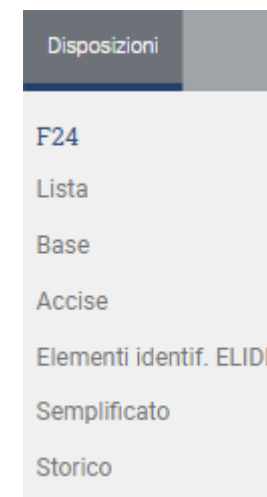 Disposizioni
F24
Lista
Base
Accise
Elementi identif. ELID
Semplificato
Storico